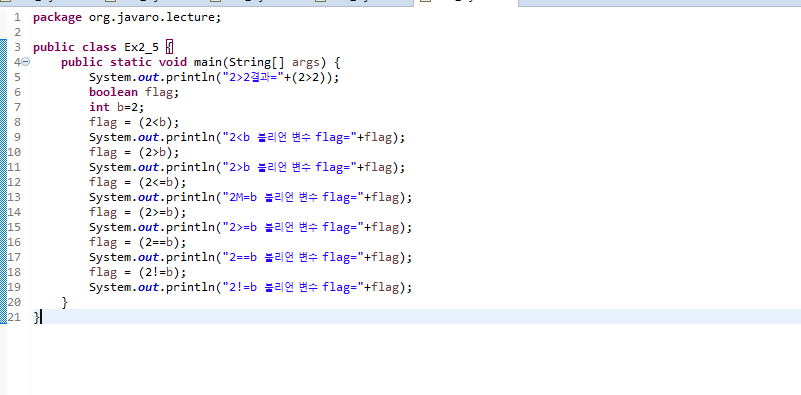 1 package org.javaro.lecture;
2
3 public class Ex2_5 {
4 public static void main(String[] args) {
5 System.out.println("2>2결과="+(2>2));
6 boolean flag;
7 int b=2;
8 flag = (2<b);
9 System.out.println("2<b 불리언 변수 flag="+flag);
10 flag = (2>b);
11 System.out.println("2>b 불리언 변수 flag="+flag);
12 flag = (2<=b);
13 System.out.println("2M=b 불리언 변수 flag="+flag);
14 flag = (2>=b);
15 System.out.println("2>=b 불리언 변수 flag="+flag);
16 flag = (2==b);
17 System.out.println("2==b 불리언 변수 flag="+flag);
18 flag = (2!=b);
19 System.out.println("2!=b 불리언 변수 flag="+flag);
20 }
21 }